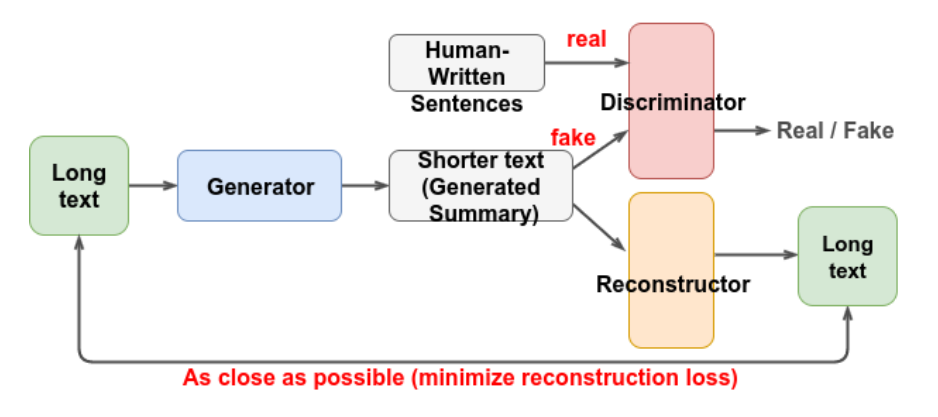 real
Human-
Written
Sentences
Discriminator
fake
Real / Fake
Long
text
Generator
Shorter text
(Generated
Summary)
Reconstructor
Long
text
As close as possible (minimize reconstruction loss)